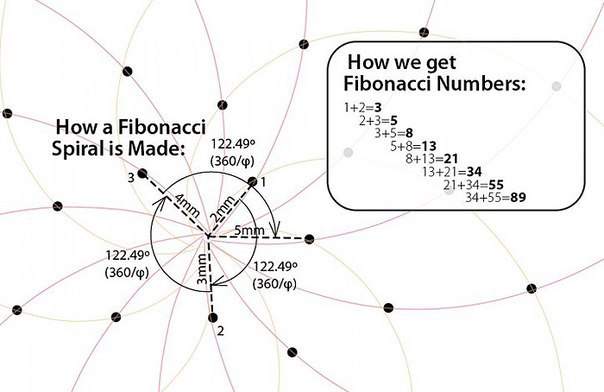 How we get
Fibonacci Numbers:
1+2=3
2+3=5
3+5=8
5+8=13
8+13=21
13+21=34
21+34=55
34+55=89
How a Fibonacci
Spiral is Made:
122.49º
(360/φ)
3
1
4mm
2mm
5mm
122.49º
(360/φ)
3mm
122.49º
(360/φ)
2